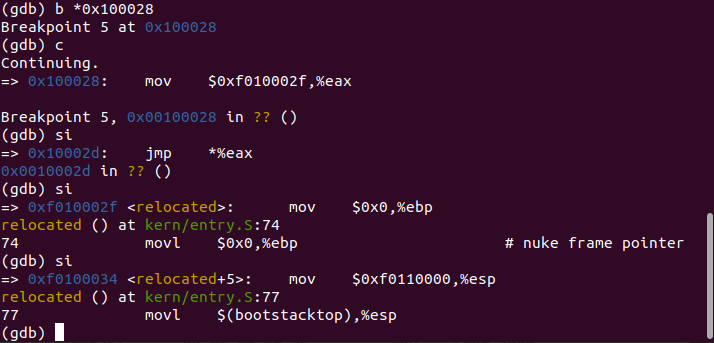 (gdb) b *0x100028
Breakpoint 5 at 0x100028
(gdb) c
Continuing.
=> 0x100028:    mov    $0xf010002f,%eax
Breakpoint 5, 0x00100028 in ?? ()
(gdb) si
=> 0x10002d:    jmp    *%eax
0x0010002d in ?? ()
(gdb) si
=> 0xf010002f <relocated>:      mov    $0x0,%ebp
relocated () at kern/entry.S:74
74              movl    $0x0,%ebp                       # nuke frame pointer
(gdb) si
=> 0xf0100034 <relocated+5>:    mov    $0xf0110000,%esp
relocated () at kern/entry.S:77
77              movl    $(bootstacktop),%esp
(gdb)